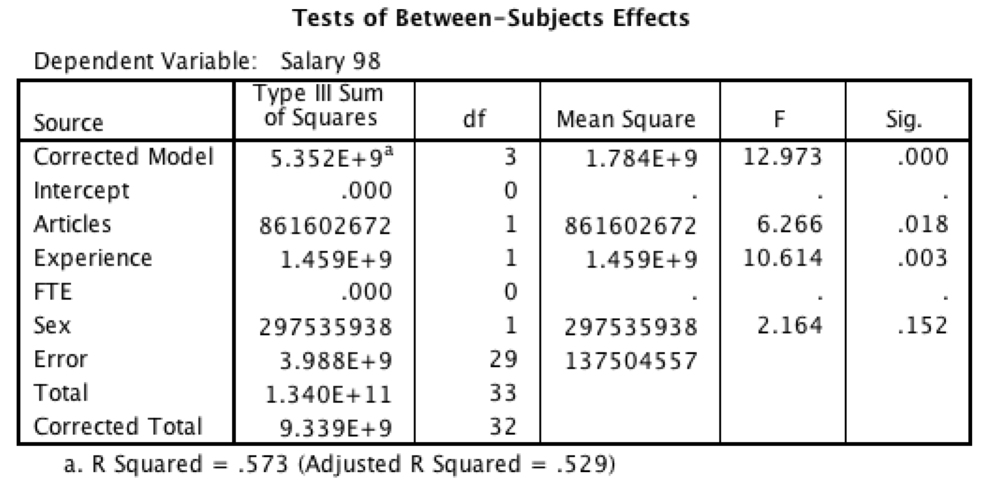 Tests of Between-Subjects Effects
Dependent Variable: Salary 98
Source Type III Sum of Squares df Mean Square F Sig.
Corrected Model 5.352E+9a 3 1.784E+9 12.973 .000
Intercept .000 0 . . .
Articles 861602672 1 861602672 6.266 .018
Experience 1.459E+9 1 1.459E+9 10.614 .003
FTE .000 0 . . .
Sex 297535938 1 297535938 2.164 .152
Error 3.988E+9 29 137504557
Total 1.340E+11 33
Corrected Total 9.339E+9 32
a. R Squared = .573 (Adjusted R Squared = .529)